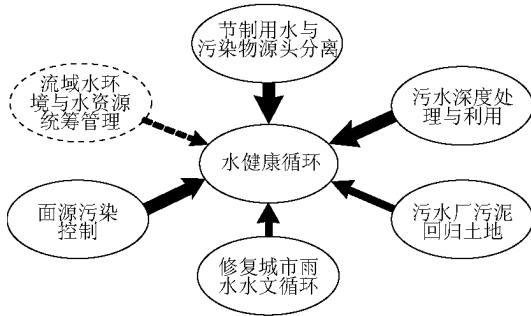 节制用水与
污染物源头分离
流域水环
境与水资源
统筹管理
污水深度处
理与利用
水健康循环
面源污染
控制
污水厂污泥
回归土地
修复城市雨
水水文循环